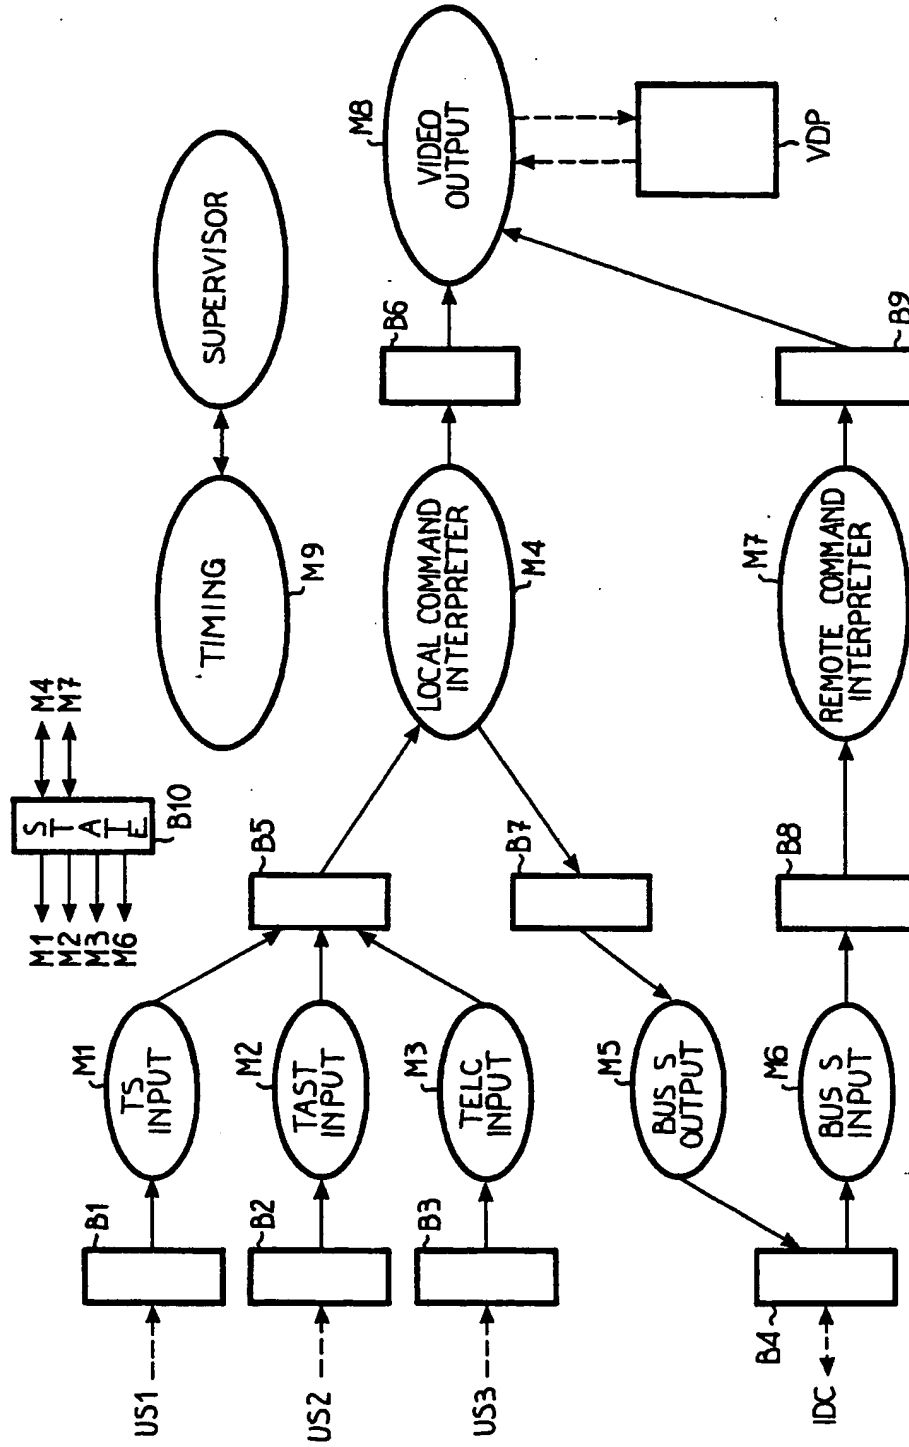 M1
M2
M3
M6
STATE
B10
M4
M7
US1
B1
TS
INPUT
M1
TIMING
M9
SUPERVISOR
US2
B2
TAST
INPUT
M2
B5
LOCAL COMMAND
INTERPRETER
M4
B6
VIDEO
OUTPUT
M8
US3
B3
TELC
INPUT
M3
B7
VDP
BUS S
OUTPUT
M5
IDC
B4
BUS S
INPUT
M6
B8
REMOTE COMMAND
INTERPRETER
M7
B9